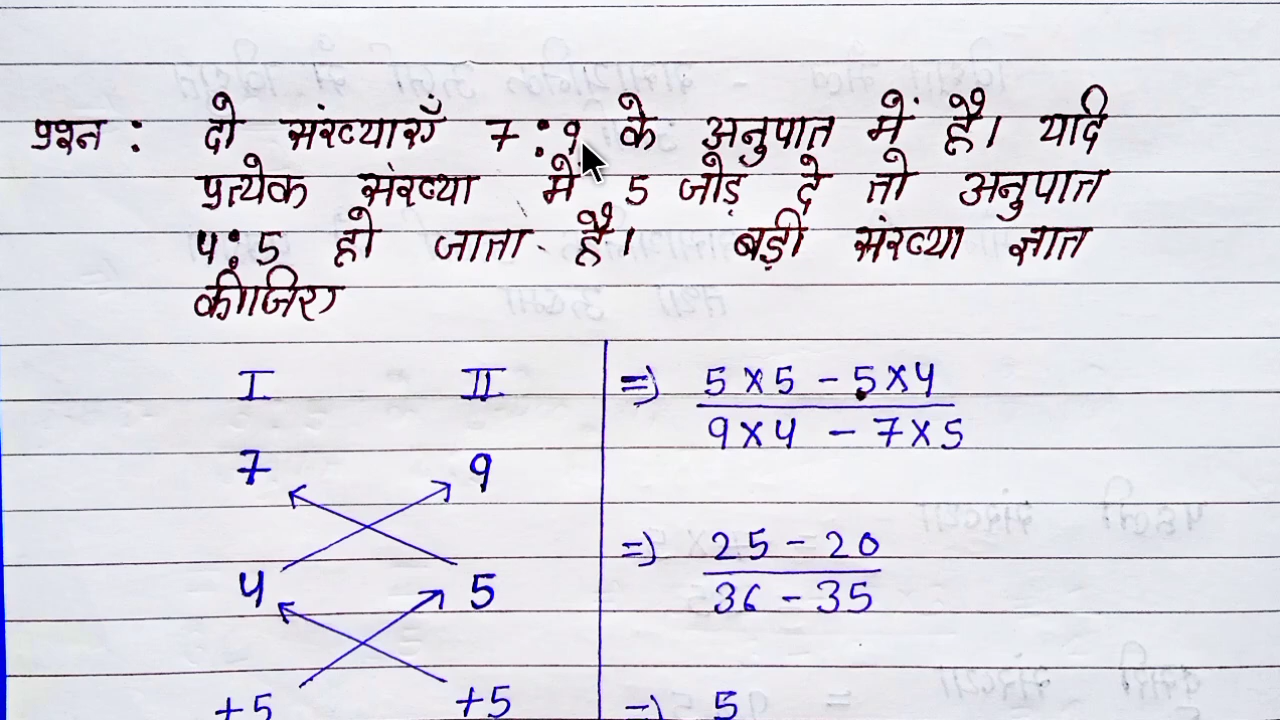 प्रश्न : दो संख्याएँ 7 : 9 के अनुपात में है। यदि
प्रत्येक संख्या में 5 जोड़ दे तो अनुपात
4:5 हो जाता है। बड़ी संख्या ज्ञात
कीजिए
I II
7 9
4 5
+5 +5
=) 5×5 - 5×4
9×4 - 7×5
=) 25 - 20
36 - 35
=) 5